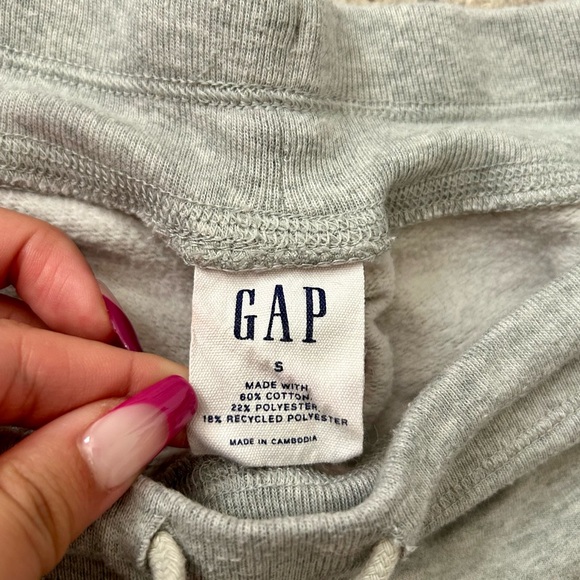 GAP
S
MADE WITH
60% COTTON,
22% POLYESTER,
18% RECYCLED POLYESTER
MADE IN CAMBODIA